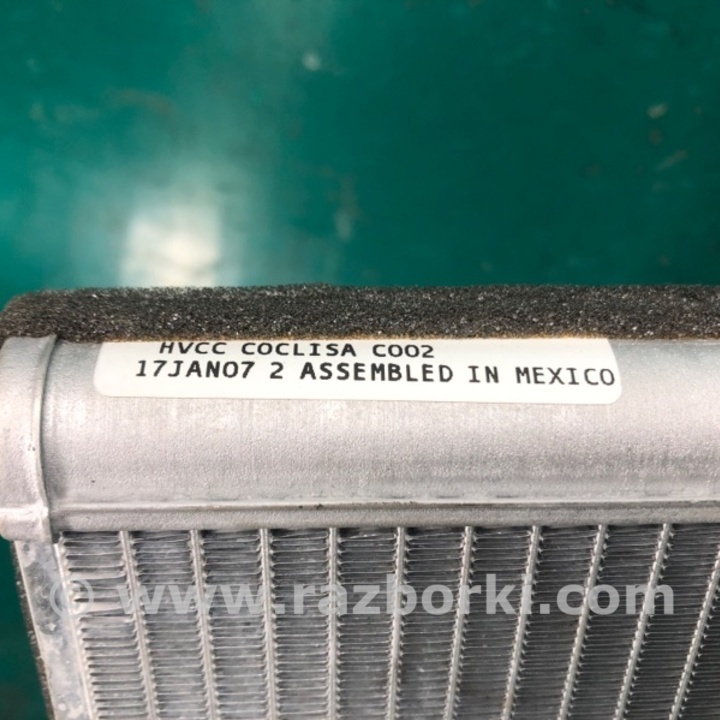 HVCC COCLISA C002
17JAN07 2 ASSEMBLED IN MEXICO
© www.razborki.com